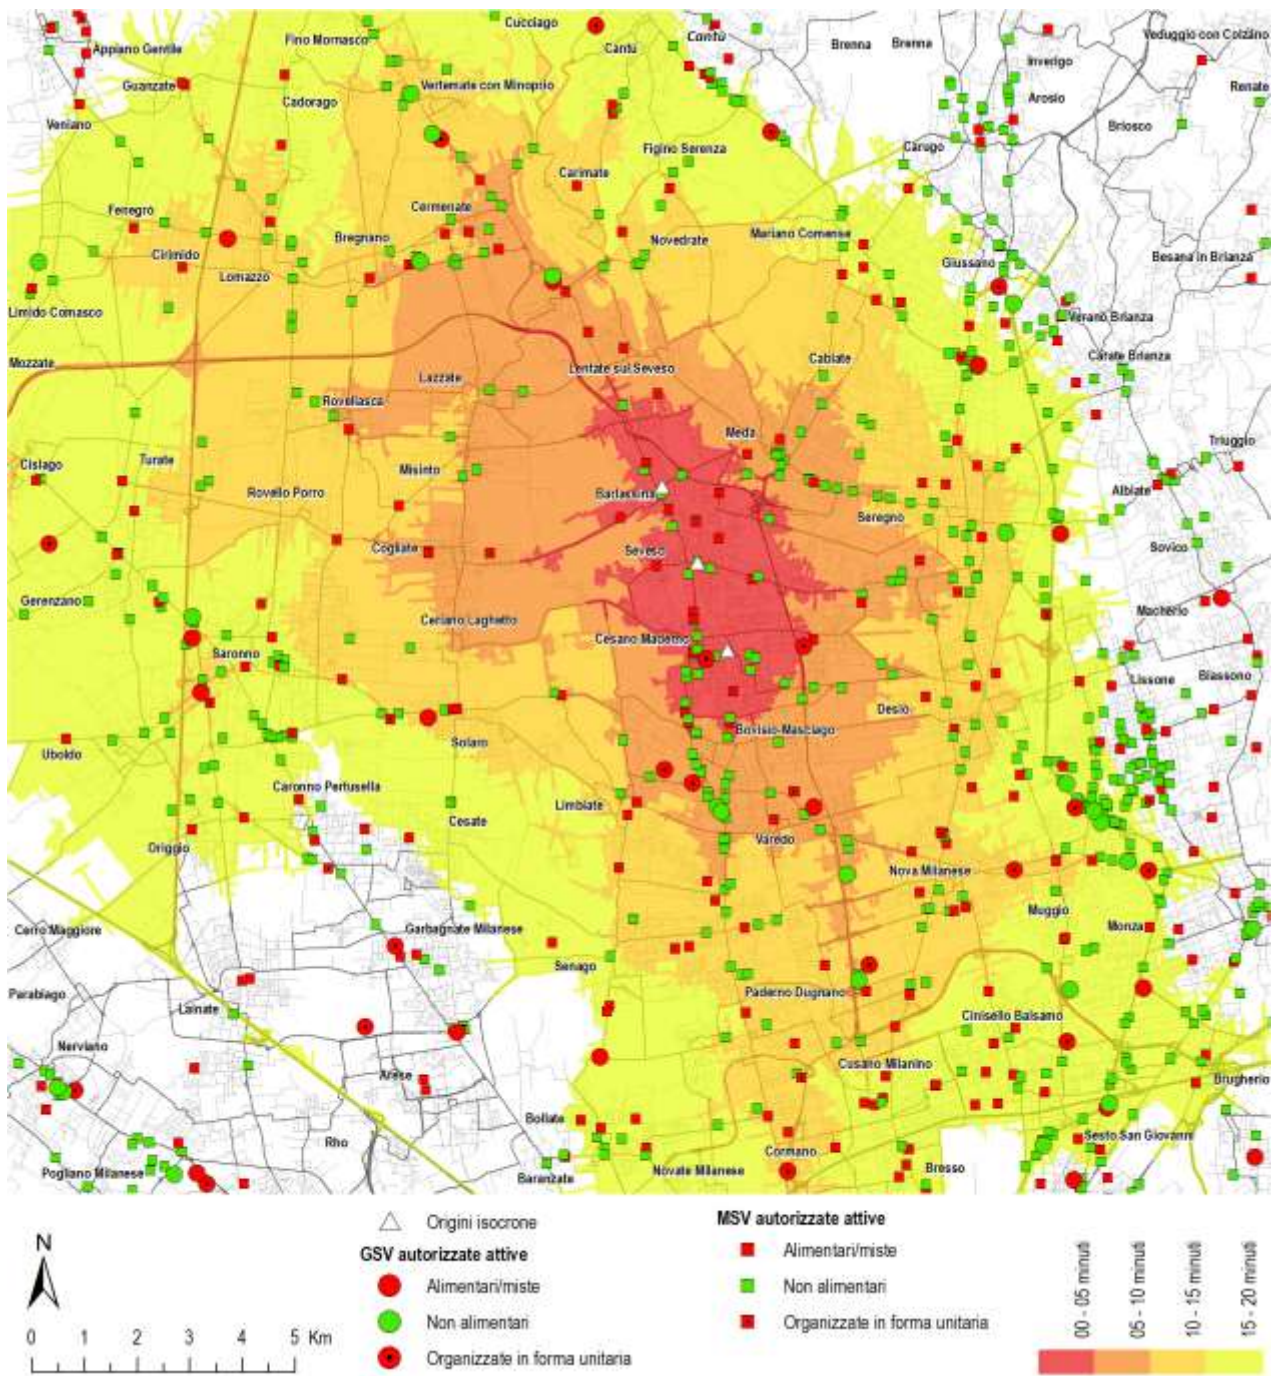 Cucciago
Fino Mornasco
Cantù
Cantù
Brenna
Brenna
Veduggio con Colzano
Appiano Gentile
Inverigo
Guanzate
Vertemate con Minoprio
Renate
Cadorago
Arosio
Veniano
Briosco
Figino Serenza
Carugo
Carimate
Fenegrò
Cermenate
Bregnano
Novedrate
Mariano Comense
Cirimido
Besana in Brianza
Lomazzo
Giussano
Limido Comasco
Verano Brianza
Mozzate
Cabiate
Carate Brianza
Lentate sul Seveso
Lazzate
Rovellasca
Meda
Triuggio
Cislago
Turate
Misinto
Rovello Porro
Barlassina
Albiate
Seregno
Cogliate
Seveso
Sovico
Gerenzano
Macherio
Ceriano Laghetto
Cesano Maderno
Saronno
Lissone
Biassono
Desio
Bovisio-Masciago
Uboldo
Solaro
Caronno Pertusella
Limbiate
Cesate
Varedo
Origgio
Nova Milanese
Muggiò
Cerro Maggiore
Garbagnate Milanese
Monza
Senago
Parabiago
Paderno Dugnano
Lainate
Cinisello Balsamo
Nerviano
Cusano Milanino
Arese
Brugherio
Bollate
Rho
Sesto San Giovanni
Cormano
Pogliano Milanese
Novate Milanese
Bresso
Baranzate
N
0 1 2 3 4 5 Km
Origini isocrone
GSV autorizzate attive
Alimentari/miste
Non alimentari
Organizzate in forma unitaria
MSV autorizzate attive
Alimentari/miste
Non alimentari
Organizzate in forma unitaria
00 - 05 minuti
05 - 10 minuti
10 - 15 minuti
15 - 20 minuti